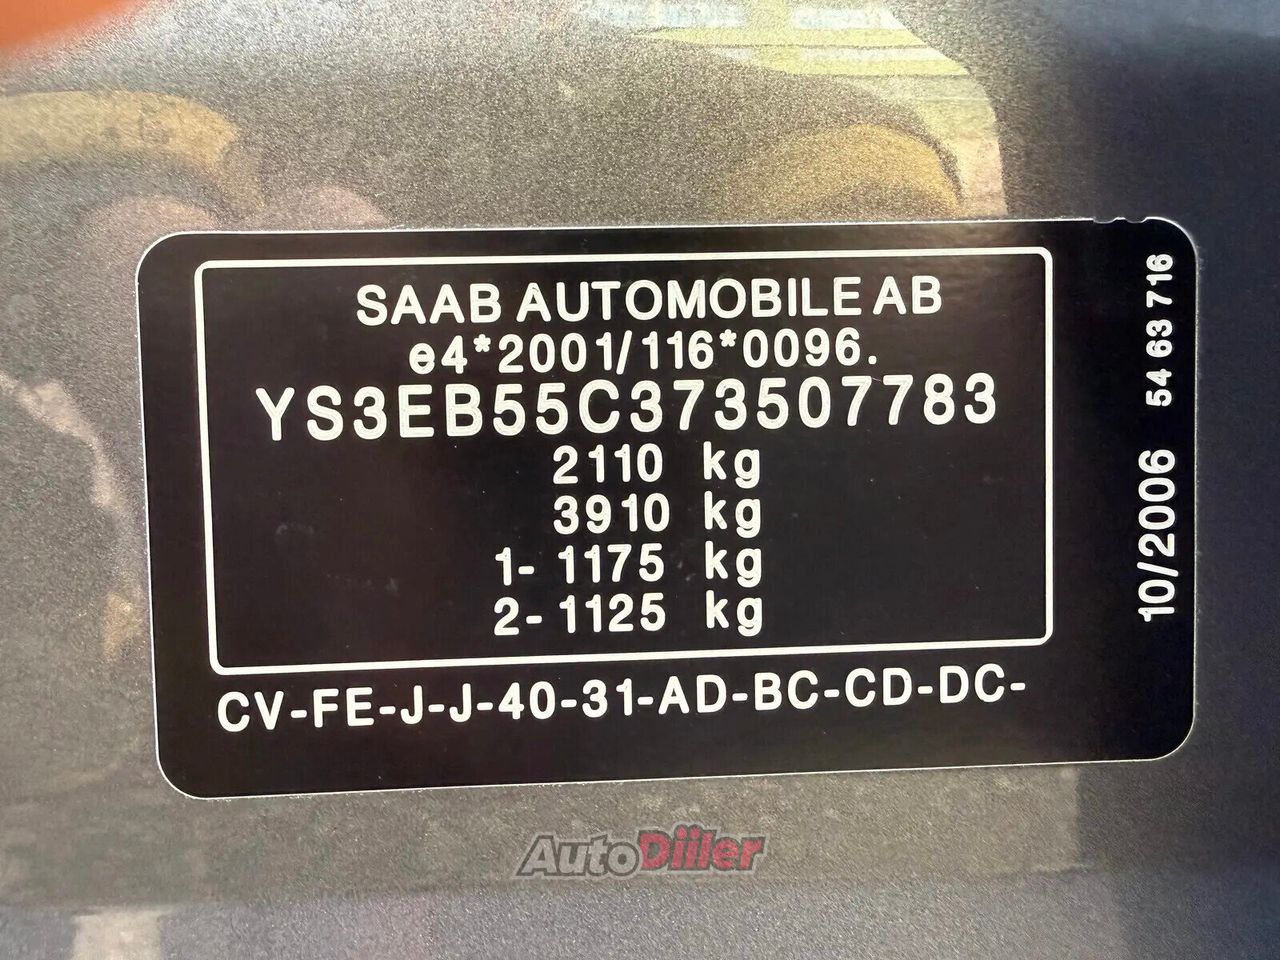 SAAB AUTOMOBILE AB
e4*2001/116*0096.
YS3EB55C373507783
2110 kg
3910 kg
1- 1175 kg
2- 1125 kg
CV-FE-J-J-40-31-AD-BC-CD-DC-
10/2006 54 63 716
AutoDiiler